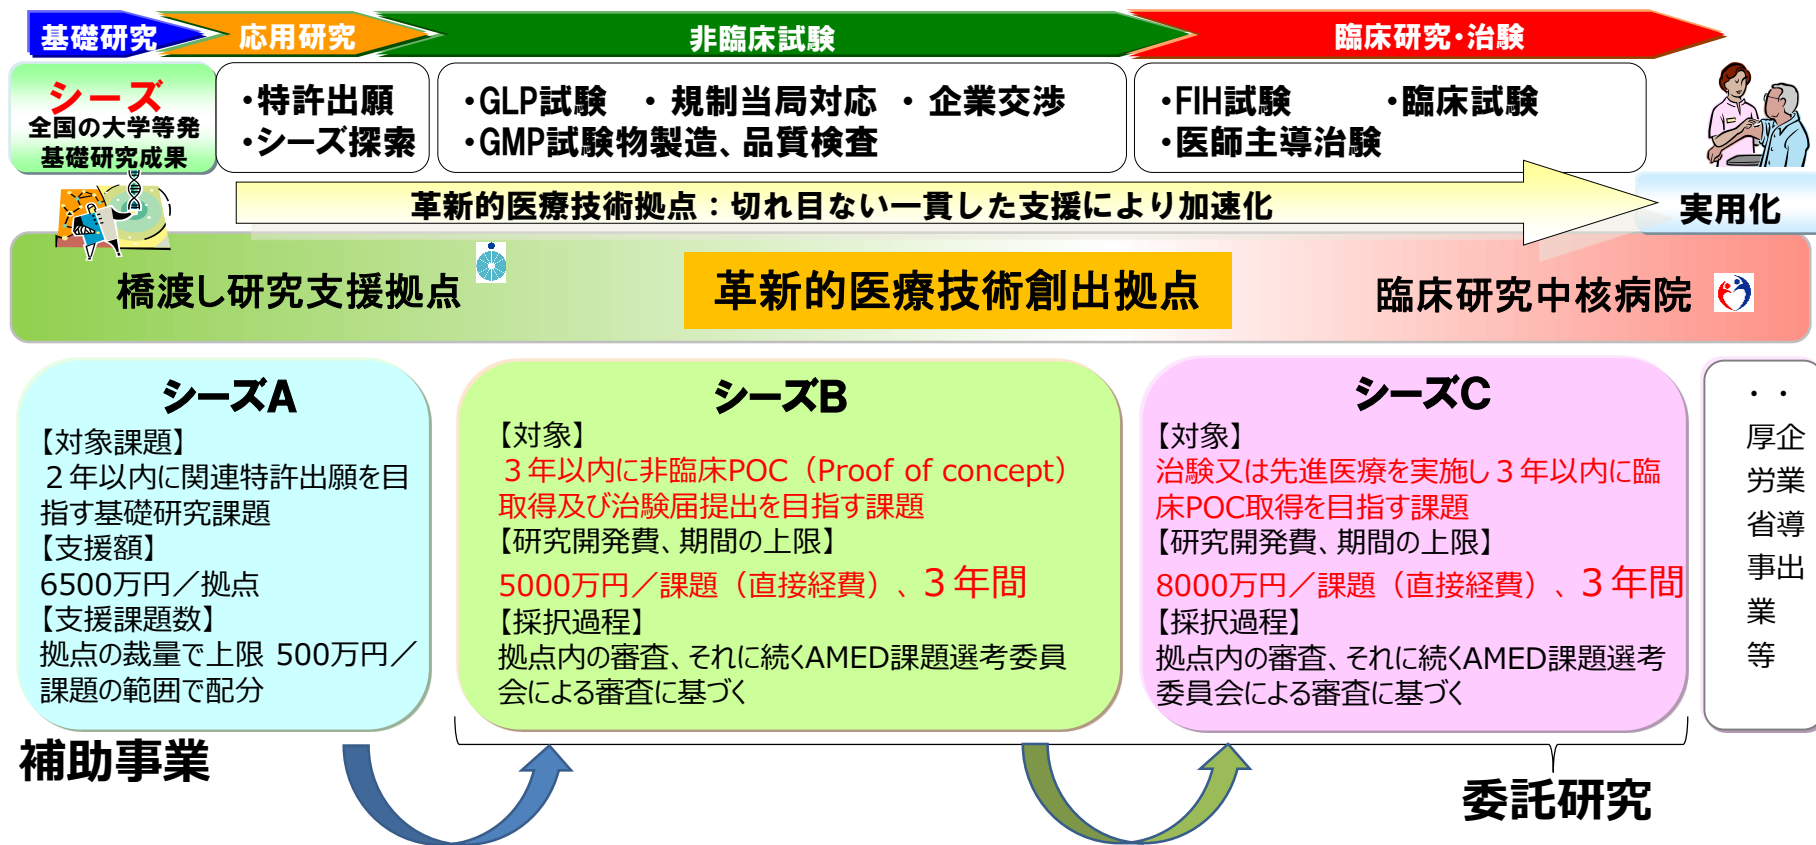 基礎研究
応用研究
非臨床試験
臨床研究・治験
シーズ
全国の大学等発
基礎研究成果
・特許出願
・シーズ探索
・GLP試験 ・規制当局対応 ・企業交渉
・GMP試験物製造、品質検査
・FIH試験 ・臨床試験
・医師主導治験
革新的医療技術拠点：切れ目ない一貫した支援により加速化
実用化
橋渡し研究支援拠点
革新的医療技術創出拠点
臨床研究中核病院
シーズA
【対象課題】
２年以内に関連特許出願を目
指す基礎研究課題
【支援額】
6500万円／拠点
【支援課題数】
拠点の裁量で上限 500万円／
課題の範囲で配分
シーズB
【対象】
３年以内に非臨床POC（Proof of concept）
取得及び治験届提出を目指す課題
【研究開発費、期間の上限】
5000万円／課題（直接経費）、３年間
【採択過程】
拠点内の審査、それに続くAMED課題選考委員
会による審査に基づく
シーズC
【対象】
治験又は先進医療を実施し３年以内に臨
床POC取得を目指す課題
【研究開発費、期間の上限】
8000万円／課題（直接経費）、３年間
【採択過程】
拠点内の審査、それに続くAMED課題選考
委員会による審査に基づく
・企業導出
・厚労省事業等
補助事業
委託研究